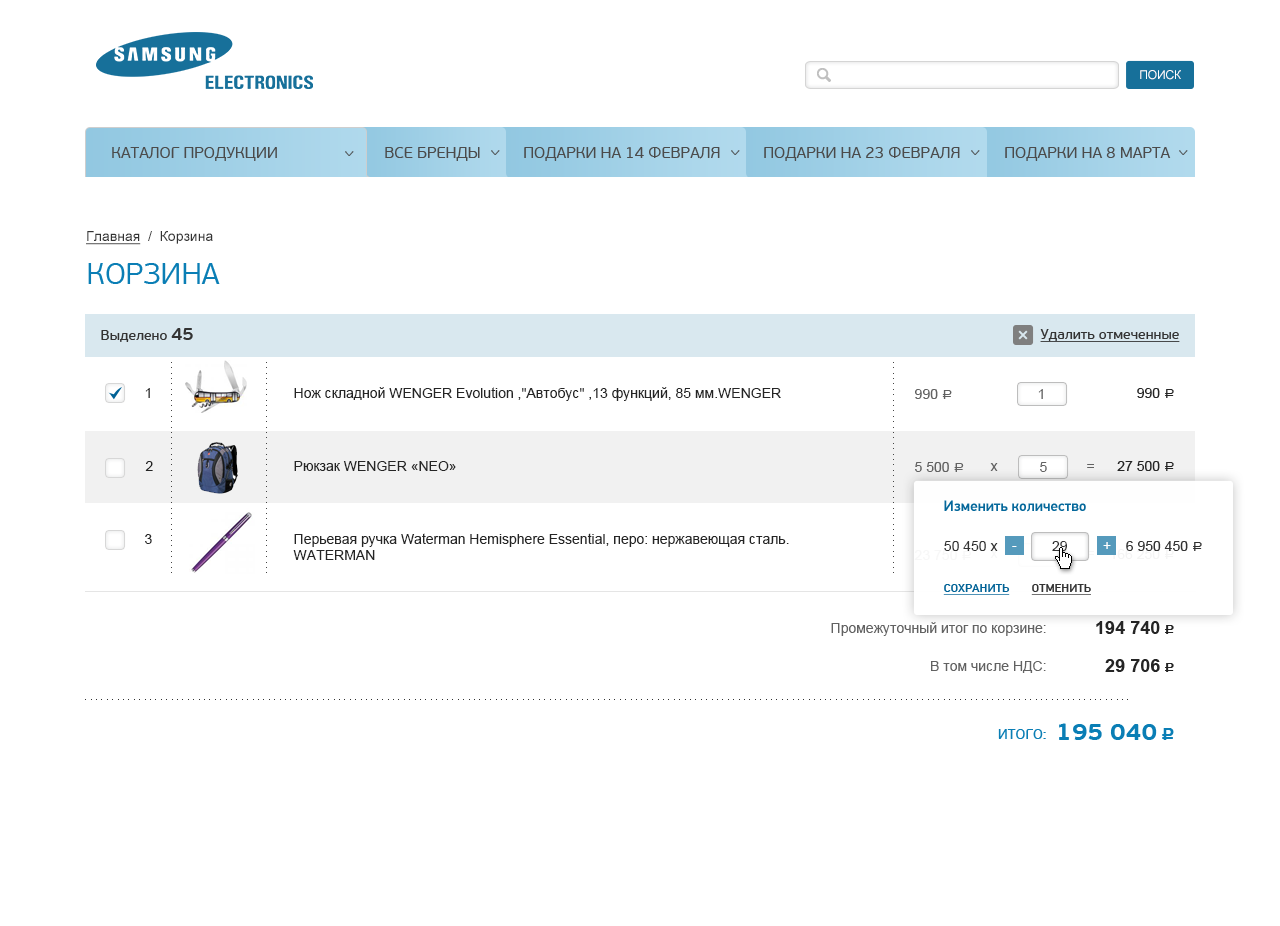 SAMSUNG
ELECTRONICS
ПОИСК
КАТАЛОГ ПРОДУКЦИИ
ВСЕ БРЕНДЫ
ПОДАРКИ НА 14 ФЕВРАЛЯ
ПОДАРКИ НА 23 ФЕВРАЛЯ
ПОДАРКИ НА 8 МАРТА
Главная / Корзина
КОРЗИНА
Выделено 45
Удалить отмеченные
1 Нож складной WENGER Evolution ,"Автобус" ,13 функций, 85 мм.WENGER 990 ₽ 1 990 ₽
2 Рюкзак WENGER «NEO» 5 500 ₽ x 5 = 27 500 ₽
3 Перьевая ручка Waterman Hemisphere Essential, перо: нержавеющая сталь.
WATERMAN
Изменить количество
50 450 x - 29 + 6 950 450 ₽
СОХРАНИТЬ ОТМЕНИТЬ
Промежуточный итог по корзине: 194 740 ₽
В том числе НДС: 29 706 ₽
ИТОГО: 195 040 ₽